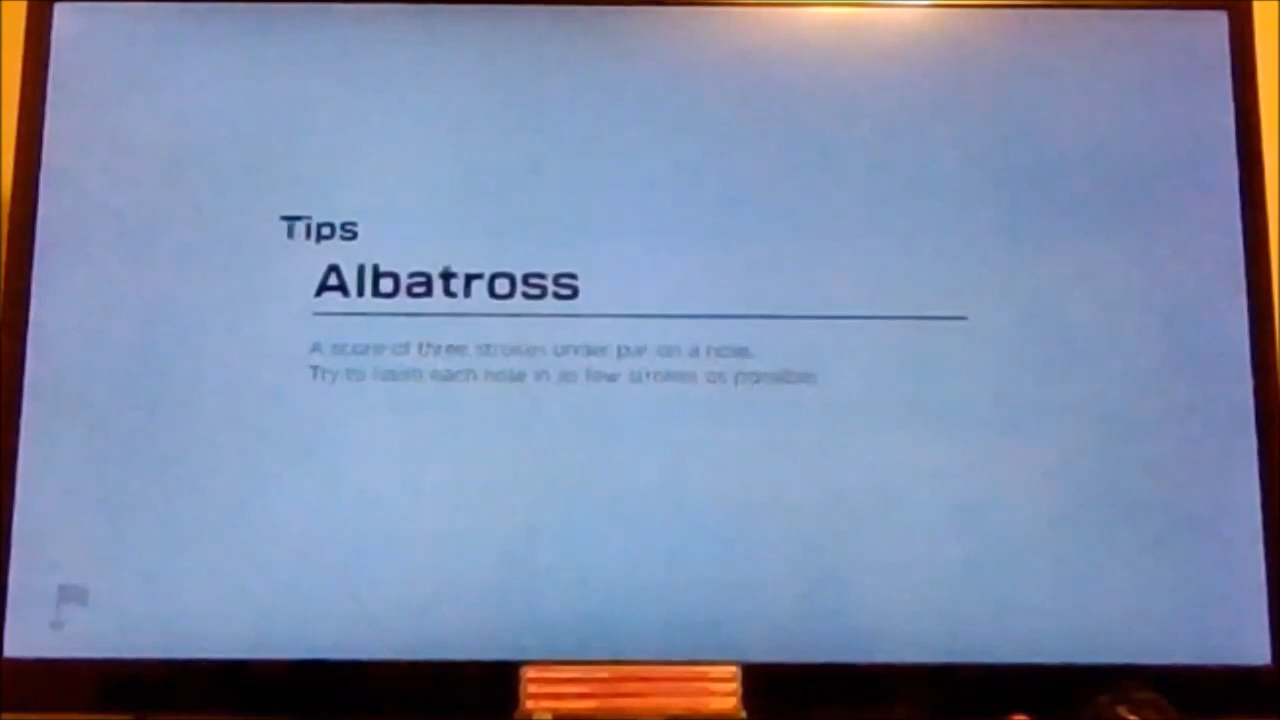 Tips
Albatross
A score of three strokes under par on a hole.
Try to finish each hole in as few strokes as possible.